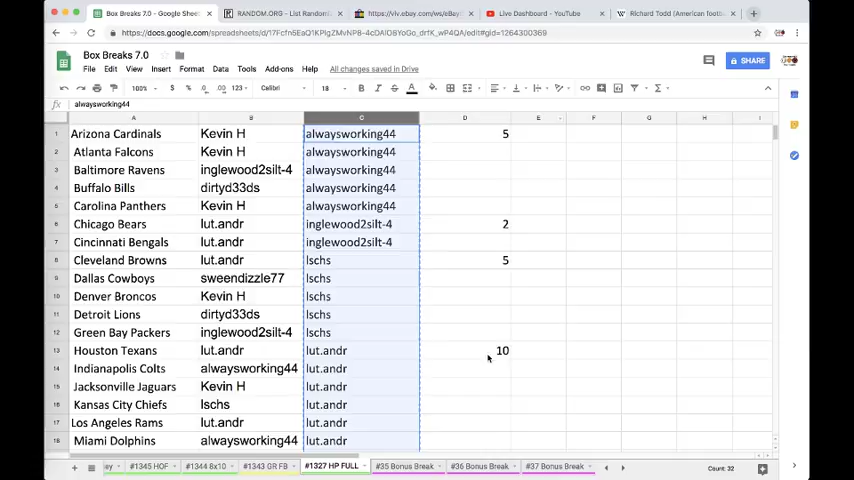 Box Breaks 7.0 - Google Sheet
RANDOM.ORG - List Randomi
https://viv.ebay.com/ws/eBayI
Live Dashboard - YouTube
Richard Todd (American footb
docs.google.com/spreadsheets/d/
/edit#gid=1264300369
Box Breaks 7.0
File Edit View Insert Format Data Tools Add-ons Help All changes saved in Drive
SHARE
100% $ % .0 .00 123 Calibri 18 B I S A
fx alwaysworking44
A B C D E F G H I
1 Arizona Cardinals Kevin H alwaysworking44 5
2 Atlanta Falcons Kevin H alwaysworking44
3 Baltimore Ravens inglewood2silt-4 alwaysworking44
4 Buffalo Bills dirtyd33ds alwaysworking44
5 Carolina Panthers Kevin H alwaysworking44
6 Chicago Bears lut.andr inglewood2silt-4 2
7 Cincinnati Bengals lut.andr inglewood2silt-4
8 Cleveland Browns lut.andr lschs 5
9 Dallas Cowboys sweendizzle77 lschs
10 Denver Broncos Kevin H lschs
11 Detroit Lions dirtyd33ds lschs
12 Green Bay Packers inglewood2silt-4 lschs
13 Houston Texans lut.andr lut.andr 10
14 Indianapolis Colts alwaysworking44 lut.andr
15 Jacksonville Jaguars Kevin H lut.andr
16 Kansas City Chiefs lschs lut.andr
17 Los Angeles Rams lut.andr lut.andr
18 Miami Dolphins alwaysworking44 lut.andr
ey #1345 HOF #1344 8x10 #1343 GR FB #1327 HP FULL #35 Bonus Break #36 Bonus Break #37 Bonus Break Count: 32